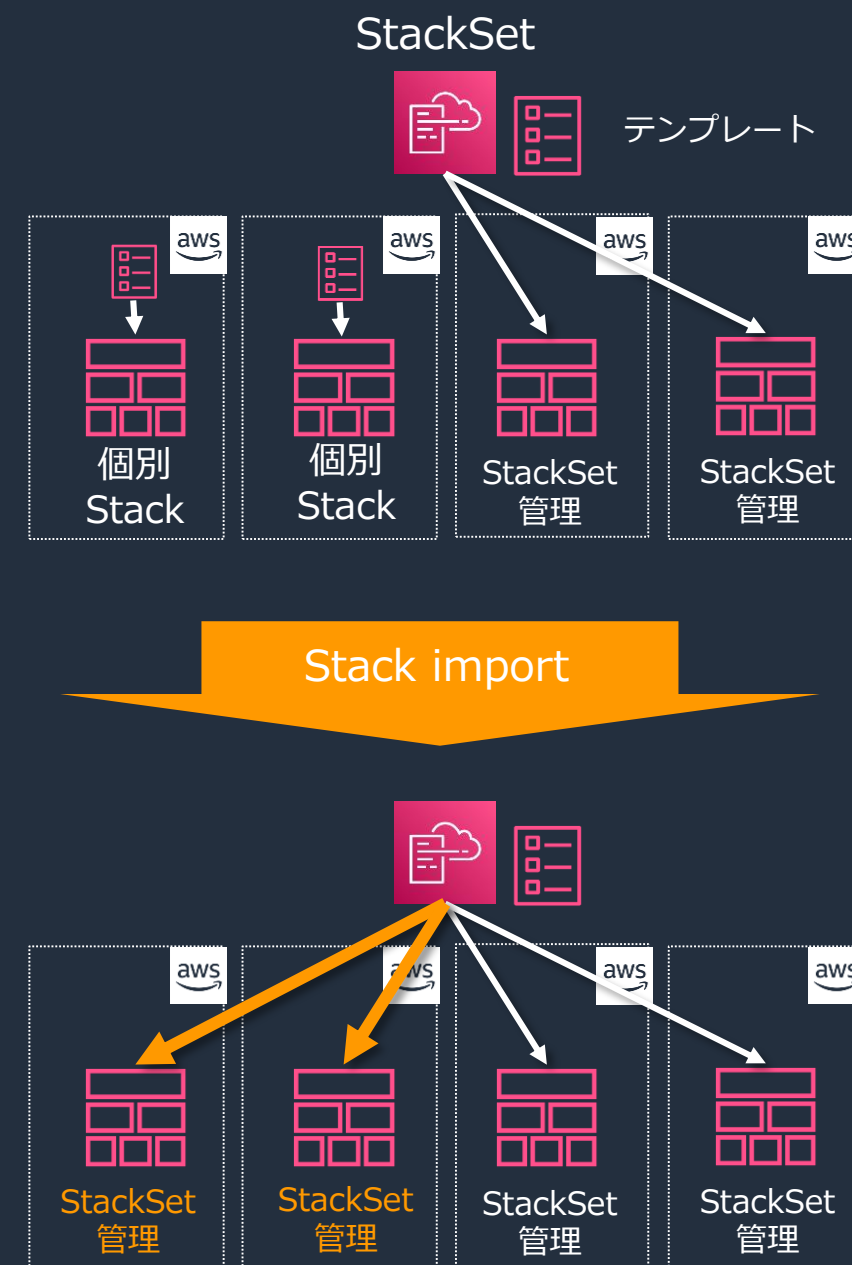 StackSet
テンプレート
aws
aws
aws
aws
個別
Stack
個別
Stack
StackSet
管理
StackSet
管理
Stack import
aws
aws
aws
aws
StackSet
管理
StackSet
管理
StackSet
管理
StackSet
管理